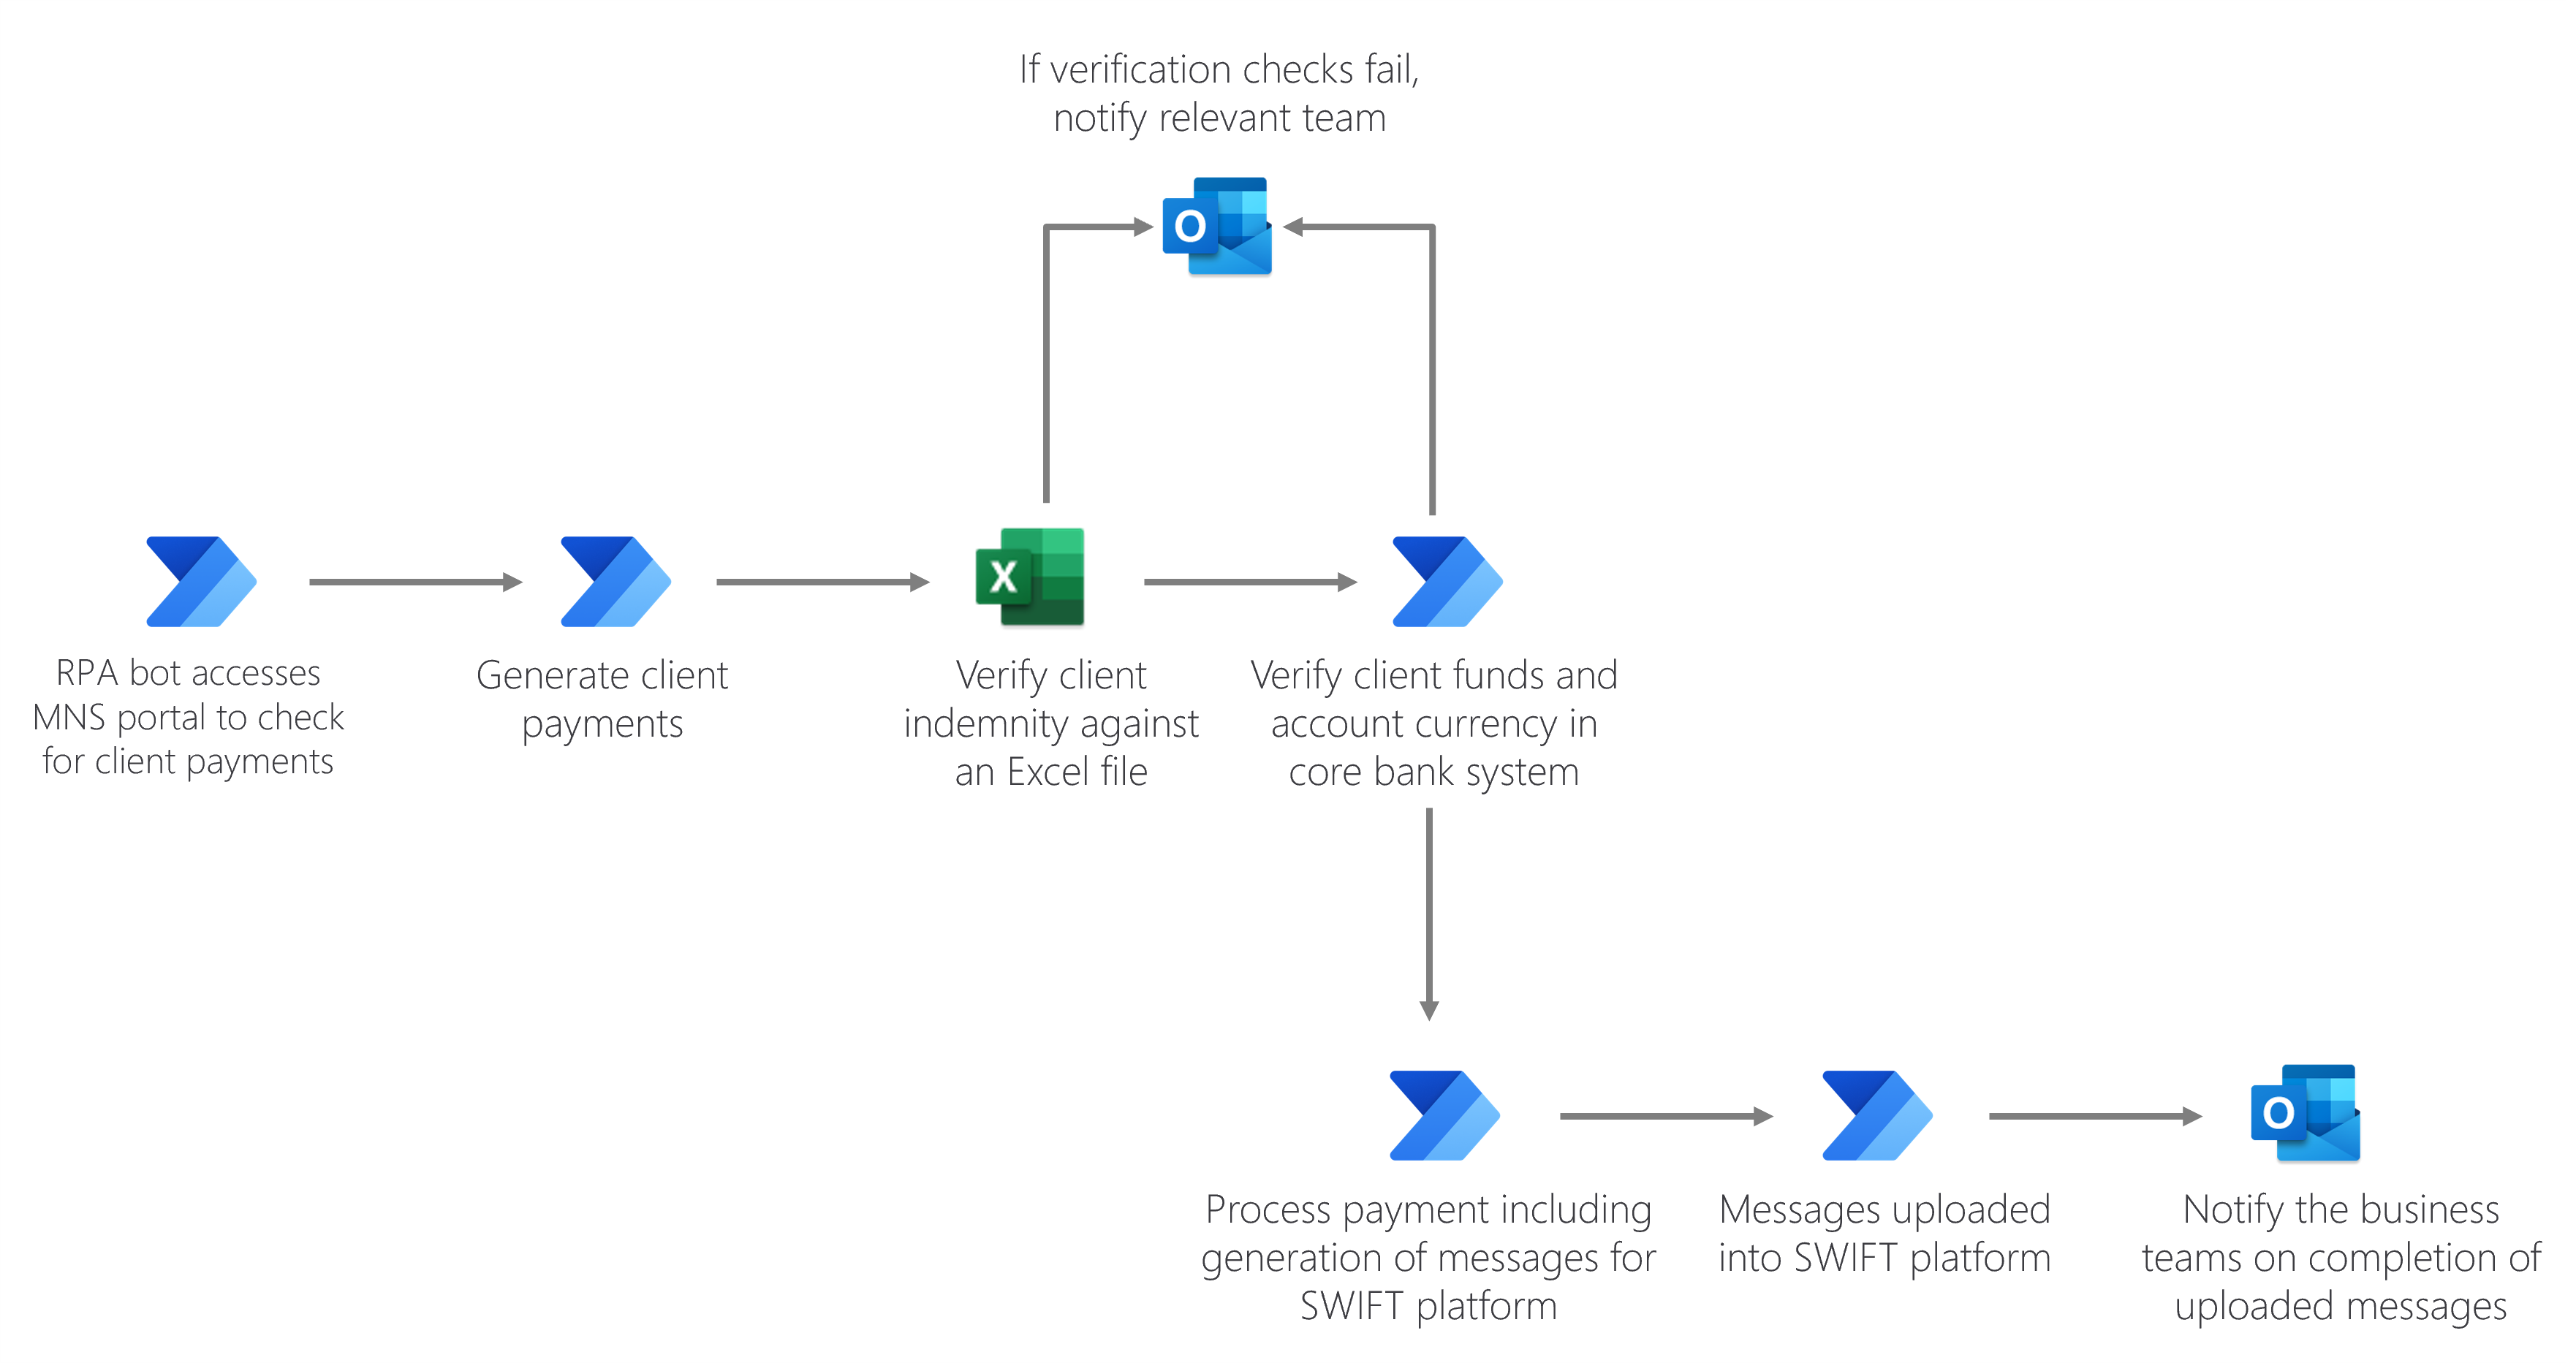 If verification checks fail,
notify relevant team
O
X
RPA bot accesses
MNS portal to check
for client payments
Generate client
payments
Verify client
indemnity against
an Excel file
Verify client funds and
account currency in
core bank system
O
Process payment including
generation of messages for
SWIFT platform
Messages uploaded
into SWIFT platform
Notify the business
teams on completion of
uploaded messages